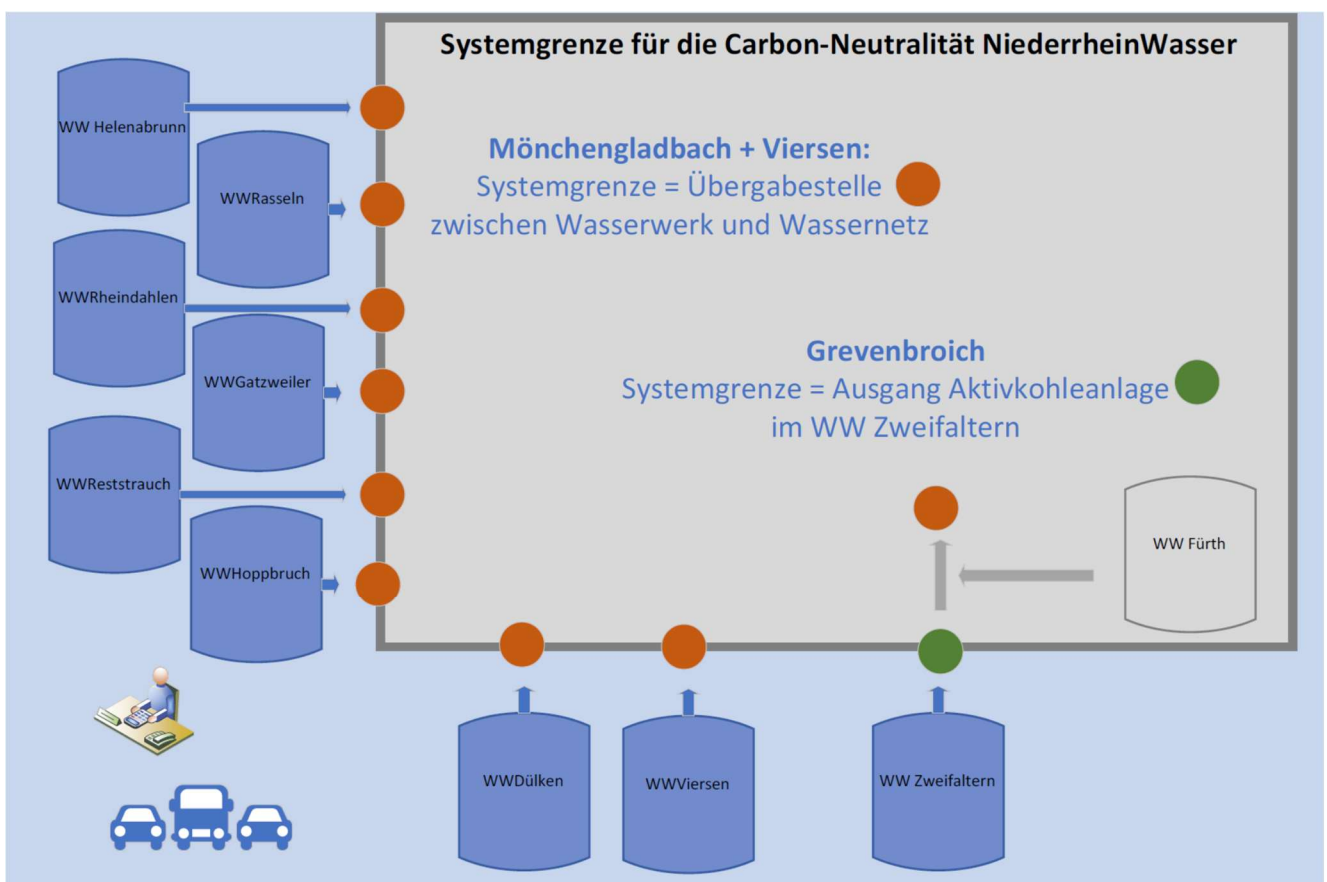 Systemgrenze für die Carbon-Neutralität NiederrheinWasser
WW Helenabrunn
WWRasseln
WWRheindahlen
WWGatzweiler
WWReststrauch
WWHoppbruch
Mönchengladbach + Viersen:
Systemgrenze = Übergabestelle
zwischen Wasserwerk und Wassernetz
Grevenbroich
Systemgrenze = Ausgang Aktivkohleanlage
im WW Zweifaltern
WW Fürth
WWDülken
WWViersen
WW Zweifaltern